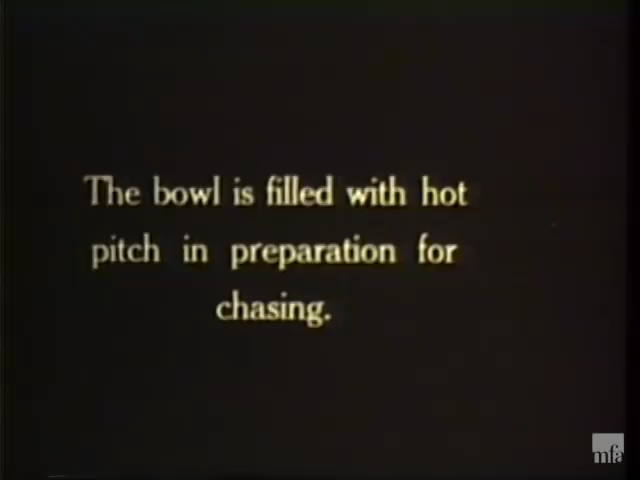 The bowl is filled with hot
pitch in preparation for
chasing.
mfa